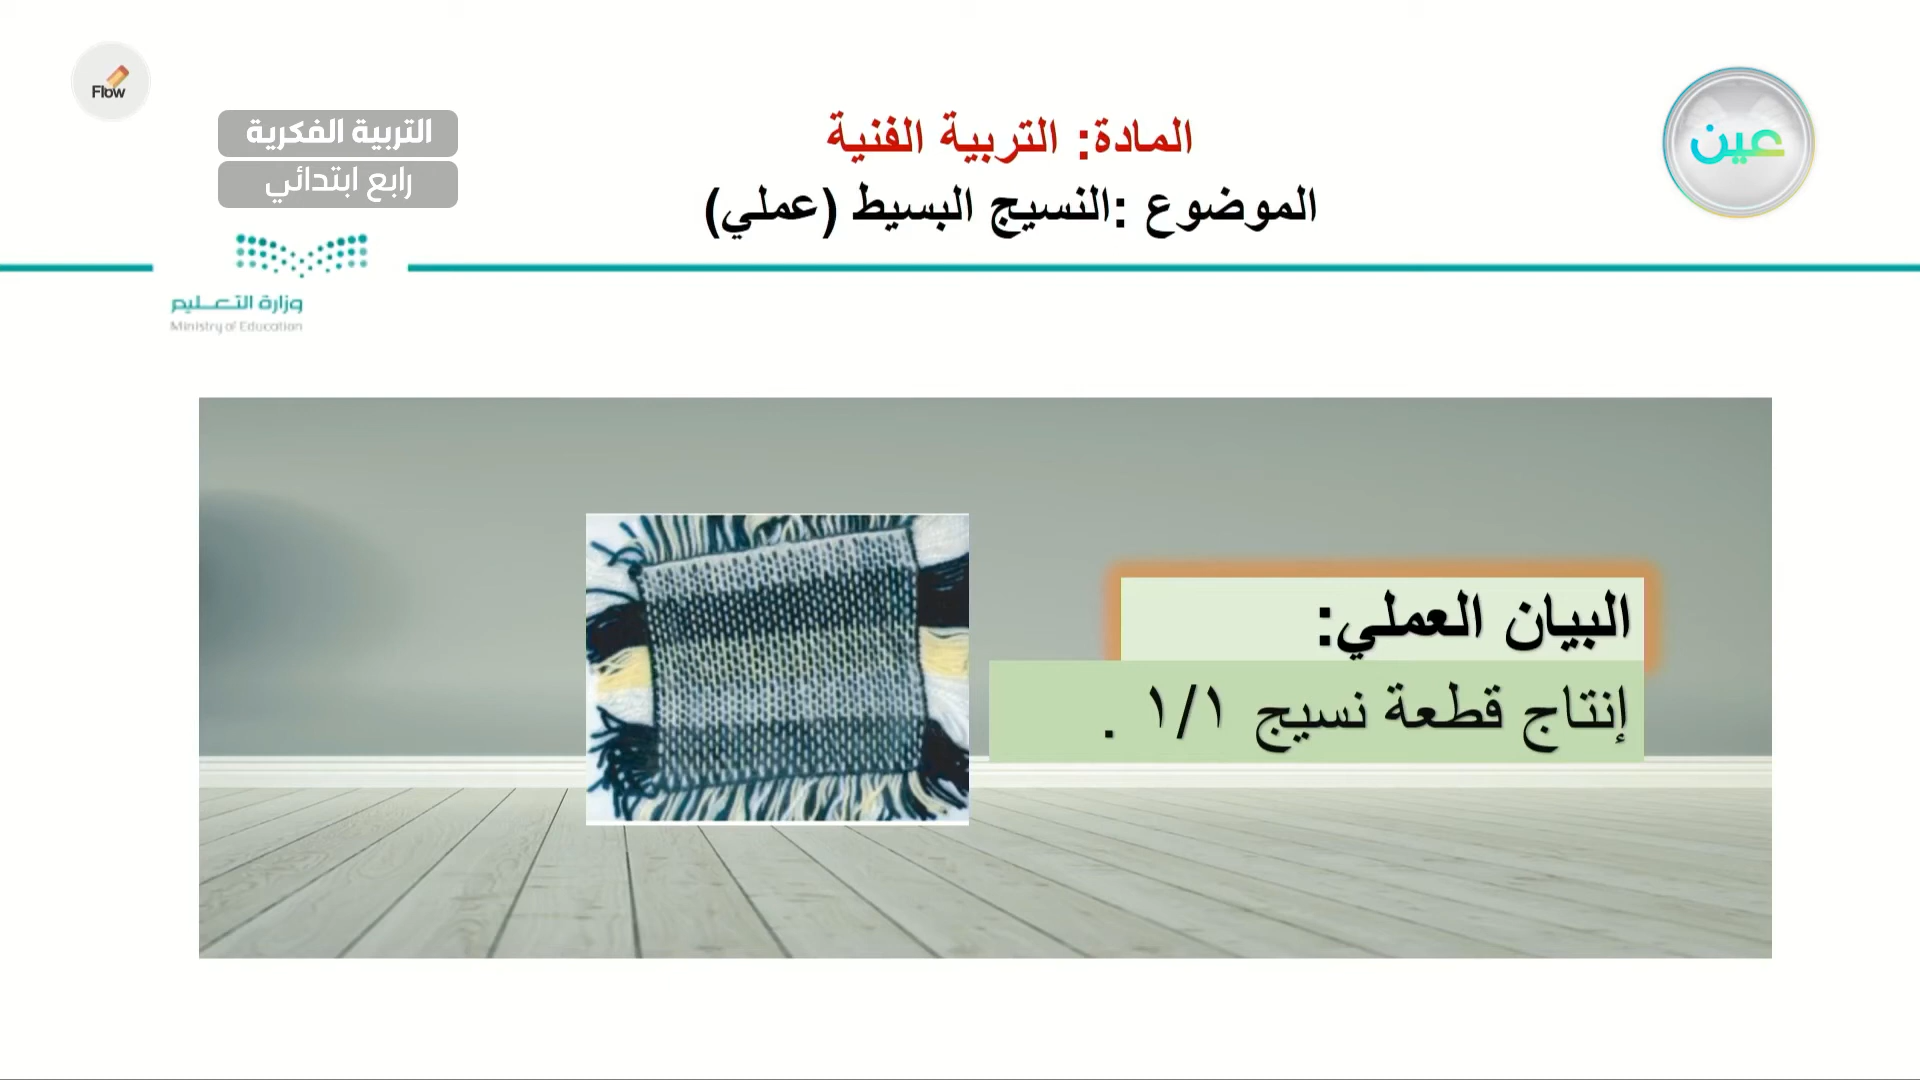 Flow
المادة: التربية الفنية
الموضوع :النسيج البسيط (عملي)
عين
التربية الفكرية
رابع ابتدائي
وزارة التعليم
Ministry of Education
البيان العملي:
إنتاج قطعة نسيج ١/١ .